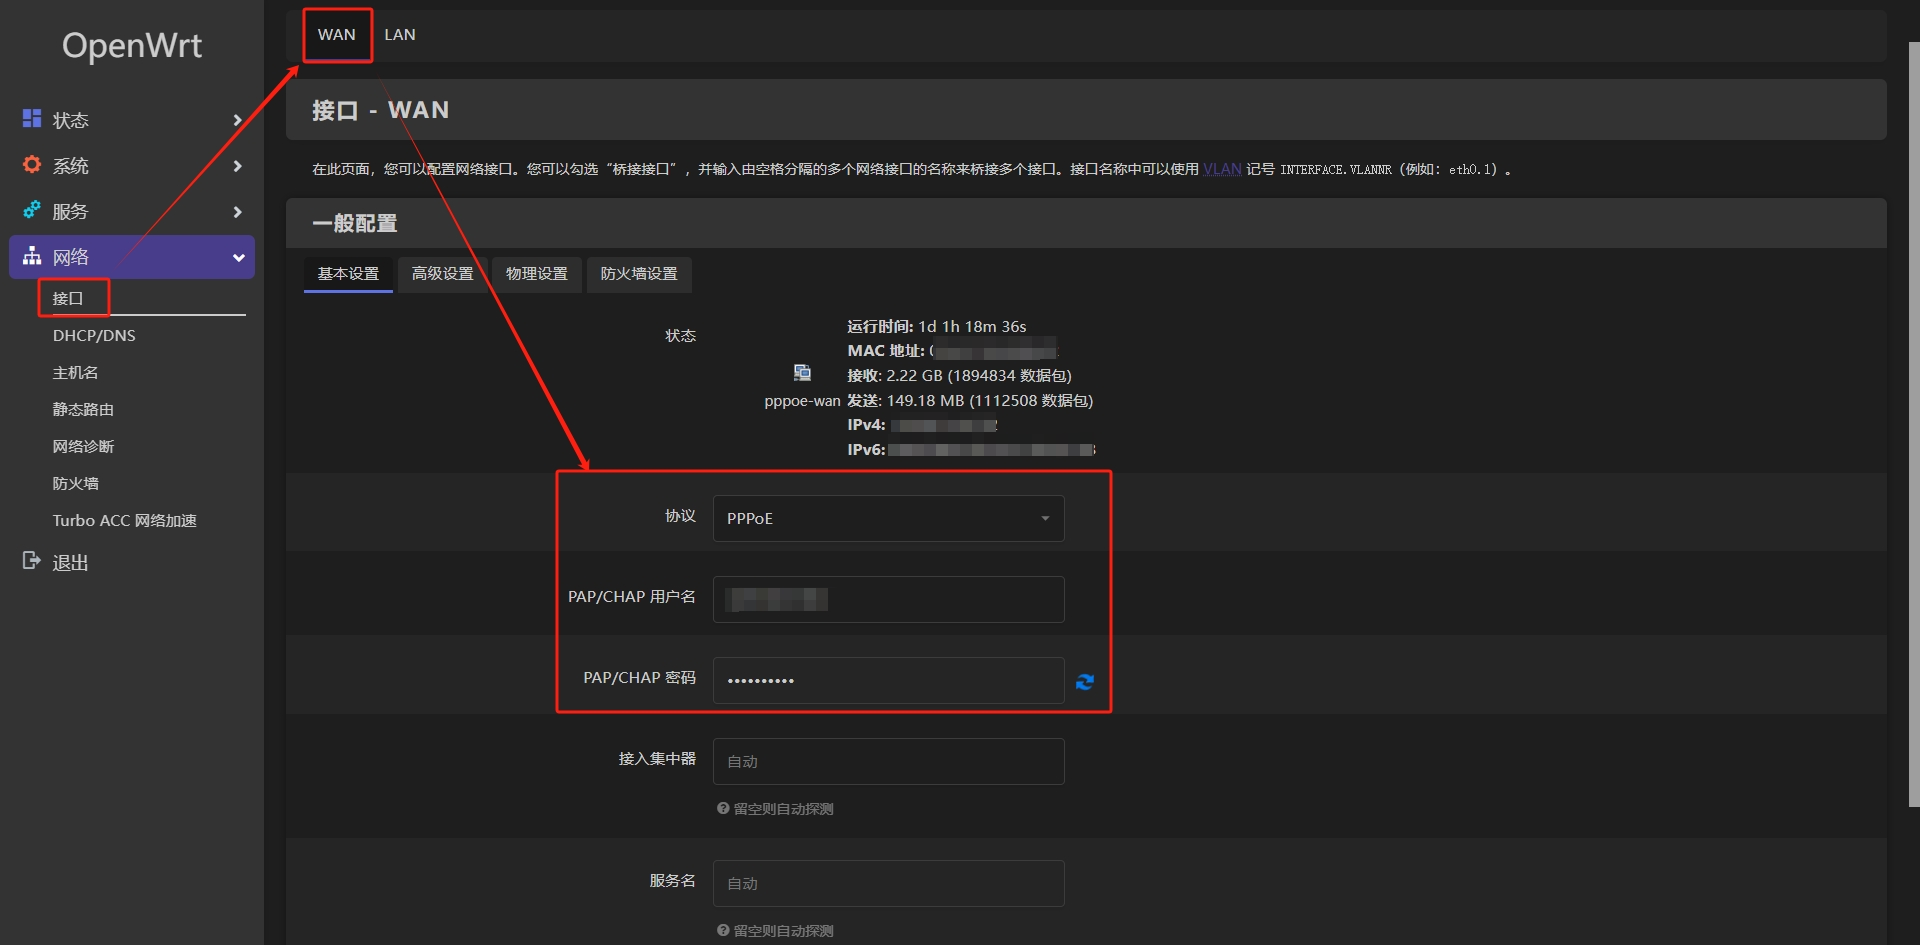 OpenWrt
状态
系统
服务
网络
接口
DHCP/DNS
主机名
静态路由
网络诊断
防火墙
Turbo ACC 网络加速
退出
WAN LAN
接口 - WAN
在此页面，您可以配置网络接口。您可以勾选“桥接接口”，并输入由空格分隔的多个网络接口的名称来桥接多个接口。接口名称中可以使用 VLAN 记号 INTERFACE.VLANNR（例如：eth0.1）。
一般配置
基本设置 高级设置 物理设置 防火墙设置
状态
pppoe-wan
运行时间: 1d 1h 18m 36s
MAC 地址:
接收: 2.22 GB (1894834 数据包)
发送: 149.18 MB (1112508 数据包)
IPv4:
IPv6:
协议 PPPoE
PAP/CHAP 用户名
PAP/CHAP 密码 ••••••••••
接入集中器 自动
留空则自动探测
服务名 自动
留空则自动探测